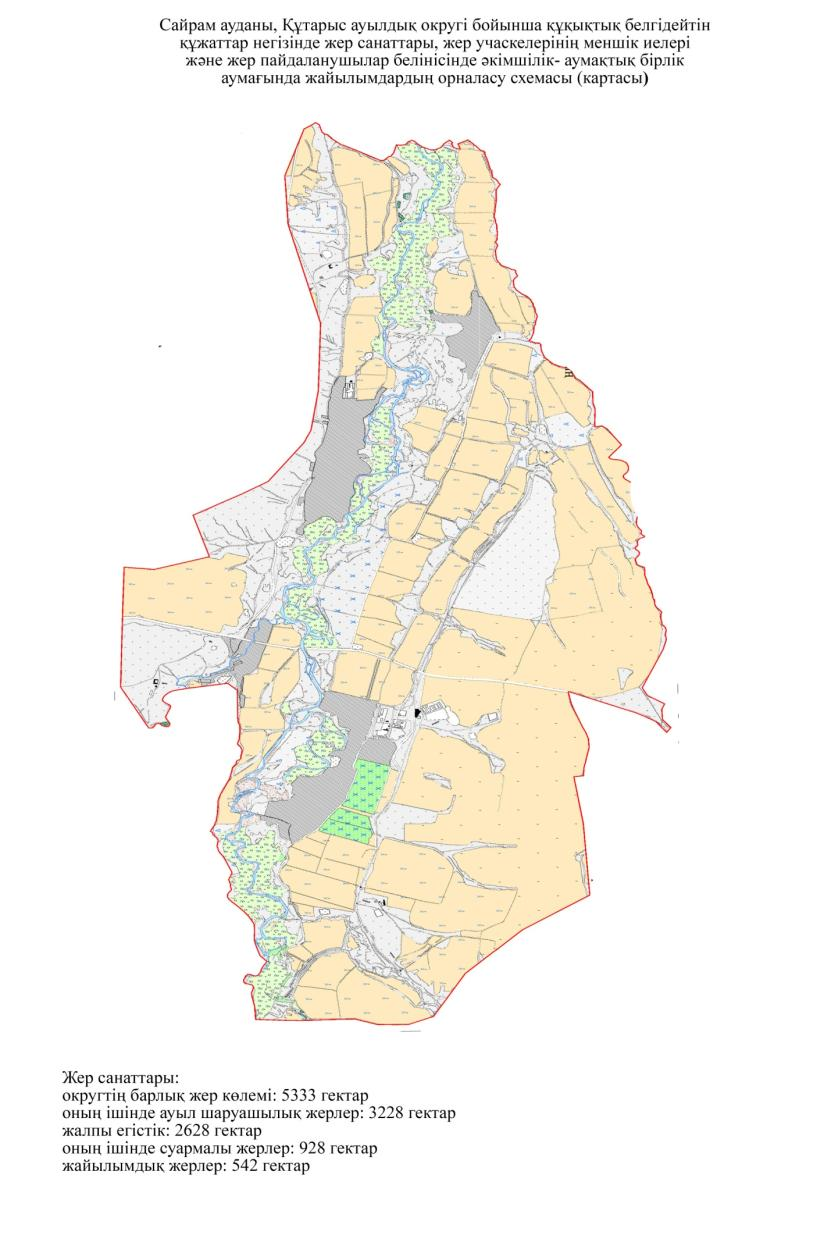 Сайрам ауданы, Құтарыс ауылдық округі бойынша құқықтық белгідейтін
құжаттар негізінде жер санаттары, жер учаскелерінің меншік иелері
және жер пайдаланушылар белінісінде әкімшілік- аумақтық бірлік
аумағында жайылымдардың орналасу схемасы (картасы)
Жер санаттары:
округтің барлық жер көлемі: 5333 гектар
оның ішінде ауыл шаруашылық жерлер: 3228 гектар
жалпы егістік: 2628 гектар
оның ішінде суармалы жерлер: 928 гектар
жайылымдық жерлер: 542 гектар